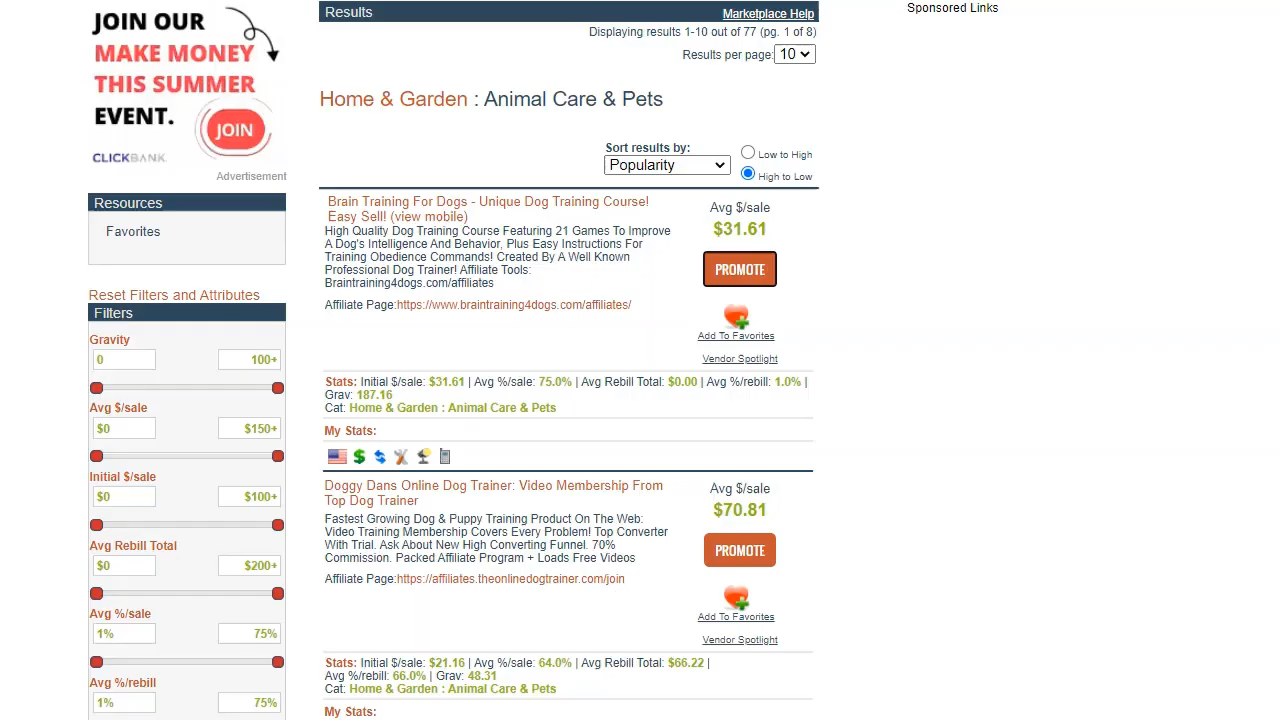 JOIN OUR
MAKE MONEY
THIS SUMMER
EVENT.
JOIN
CLICKBANK
Advertisement
Resources
Favorites
Reset Filters and Attributes
Filters
Gravity
0 100+
Avg $/sale
$0 $150+
Initial $/sale
$0 $100+
Avg Rebill Total
$0 $200+
Avg %/sale
1% 75%
Avg %/rebill
1% 75%
Results Marketplace Help
Displaying results 1-10 out of 77 (pg. 1 of 8)
Results per page: 10
Home & Garden : Animal Care & Pets
Sort results by:
Popularity
Low to High
High to Low
Brain Training For Dogs - Unique Dog Training Course!
Easy Sell! (view mobile)
High Quality Dog Training Course Featuring 21 Games To Improve
A Dog's Intelligence And Behavior, Plus Easy Instructions For
Training Obedience Commands! Created By A Well Known
Professional Dog Trainer! Affiliate Tools:
Braintraining4dogs.com/affiliates
Affiliate Page:https://www.braintraining4dogs.com/affiliates/
Avg $/sale
$31.61
PROMOTE
Add To Favorites
Vendor Spotlight
Stats: Initial $/sale: $31.61 | Avg %/sale: 75.0% | Avg Rebill Total: $0.00 | Avg %/rebill: 1.0% |
Grav: 187.16
Cat: Home & Garden : Animal Care & Pets
My Stats:
Doggy Dans Online Dog Trainer: Video Membership From
Top Dog Trainer
Fastest Growing Dog & Puppy Training Product On The Web:
Video Training Membership Covers Every Problem! Top Converter
With Trial. Ask About New High Converting Funnel. 70%
Commission. Packed Affiliate Program + Loads Free Videos
Affiliate Page:https://affiliates.theonlinedogtrainer.com/join
Avg $/sale
$70.81
PROMOTE
Add To Favorites
Vendor Spotlight
Stats: Initial $/sale: $21.16 | Avg %/sale: 64.0% | Avg Rebill Total: $66.22 |
Avg %/rebill: 66.0% | Grav: 48.31
Cat: Home & Garden : Animal Care & Pets
My Stats:
Sponsored Links